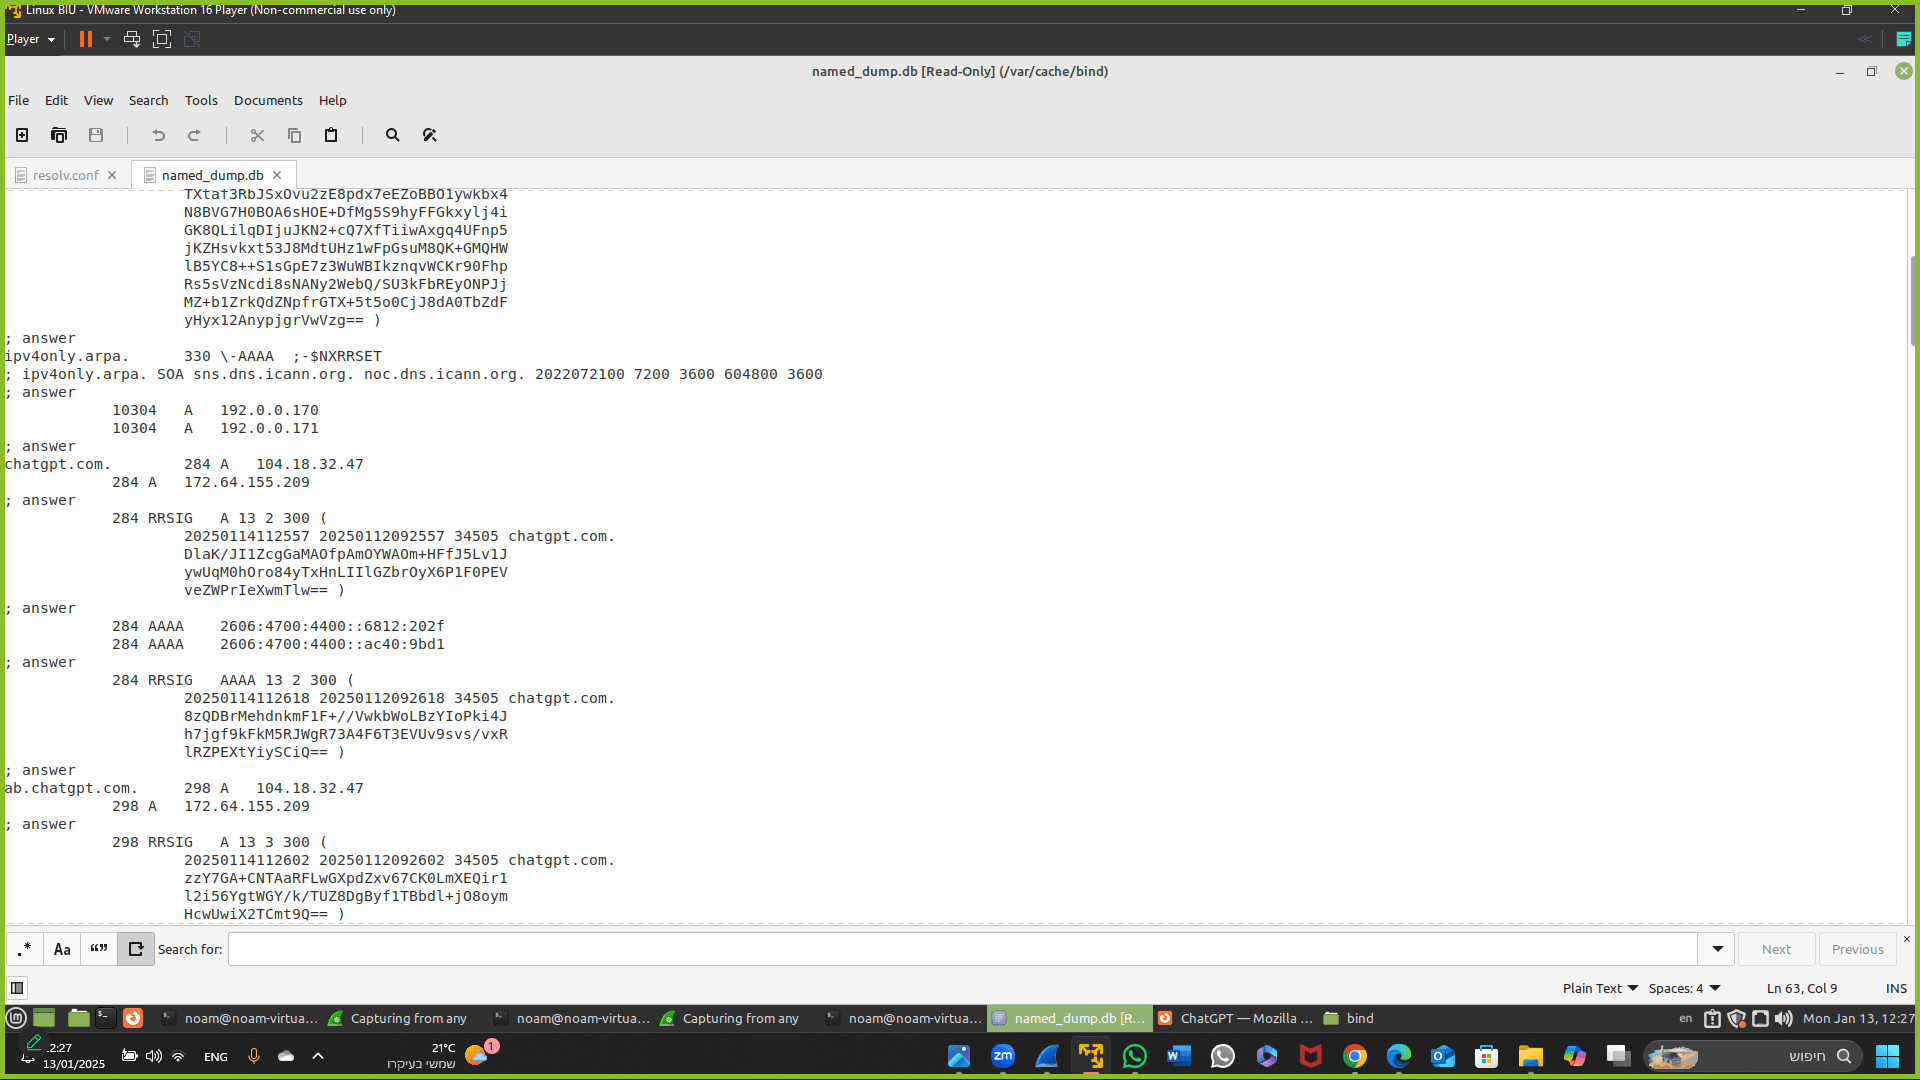 Linux BIU - VMware Workstation 16 Player (Non-commercial use only)
Player
named_dump.db [Read-Only] (/var/cache/bind)
File Edit View Search Tools Documents Help
resolv.conf
named_dump.db
TXtaf3RbJSxOvu2zE8pdx7eEZoBBO1ywkbx4
N8BVG7H0BOA6sHOE+DfMg5S9hyFFGkxylj4i
GK8QLilqDIjuJKN2+cQ7XfTiiwAxgq4UFnp5
jKZHsvkxt53J8MdtUHz1wFpGsuM8QK+GMQHW
lB5YC8++S1sGpE7z3WuWBIkznqvWCKr90Fhp
Rs5sVzNcdi8sNANy2WebQ/SU3kFbREyONPJj
MZ+b1ZrkQdZNpfrGTX+5t5o0CjJ8dA0TbZdF
yHyx12AnypjgrVwVzg== )
; answer
ipv4only.arpa. 330 \-AAAA ;-$NXRRSET
; ipv4only.arpa. SOA sns.dns.icann.org. noc.dns.icann.org. 2022072100 7200 3600 604800 3600
; answer
10304 A 192.0.0.170
10304 A 192.0.0.171
; answer
chatgpt.com. 284 A 104.18.32.47
284 A 172.64.155.209
; answer
284 RRSIG A 13 2 300 (
20250114112557 20250112092557 34505 chatgpt.com.
DlaK/JI1ZcgGaMAOfpAmOYWAOm+HFfJ5Lv1J
ywUqM0hOro84yTxHnLIIlGZbrOyX6P1F0PEV
veZWPrIeXwmTlw== )
; answer
284 AAAA 2606:4700:4400::6812:202f
284 AAAA 2606:4700:4400::ac40:9bd1
; answer
284 RRSIG AAAA 13 2 300 (
20250114112618 20250112092618 34505 chatgpt.com.
8zQDBrMehdnkmF1F+//VwkbWoLBzYIoPki4J
h7jgf9kFkM5RJWgR73A4F6T3EVUv9svs/vxR
lRZPEXtYiySCiQ== )
; answer
ab.chatgpt.com. 298 A 104.18.32.47
298 A 172.64.155.209
; answer
298 RRSIG A 13 3 300 (
20250114112602 20250112092602 34505 chatgpt.com.
zzY7GA+CNTAaRFLwGXpdZxv67CK0LmXEQir1
l2i56YgtWGY/k/TUZ8DgByf1TBbdl+jO8oym
HcwUwiX2TCmt9Q== )
.* Aa “” Search for: Next Previous
Plain Text Spaces: 4 Ln 63, Col 9 INS
noam@noam-virtua... Capturing from any noam@noam-virtua... Capturing from any noam@noam-virtua... named_dump.db [R... ChatGPT — Mozilla ... bind en Mon Jan 13, 12:27
12:27
13/01/2025
ENG
21°C
שמשי בעיקרו
1
zm
חיפוש